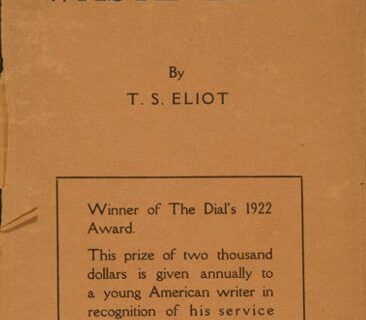 By
T. S. ELIOT
Winner of The Dial's 1922
Award.
This prize of two thousand
dollars is given annually to
a young American writer in
recognition of his service